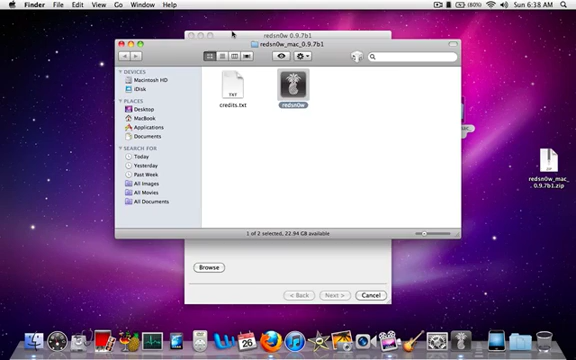 Finder File Edit View Go Window Help
(80%) Sun 6:38 AM
redsn0w 0.9.7b1
redsn0w_mac_0.9.7b1
DEVICES
Macintosh HD
iDisk
PLACES
Desktop
MacBook
Applications
Documents
SEARCH FOR
Today
Yesterday
Past Week
All Images
All Movies
All Documents
TXT
credits.txt
redsn0w
1 of 2 selected, 22.94 GB available
ZIP
redsn0w_mac_
0.9.7b1.zip
Browse
< Back Next > Cancel
26